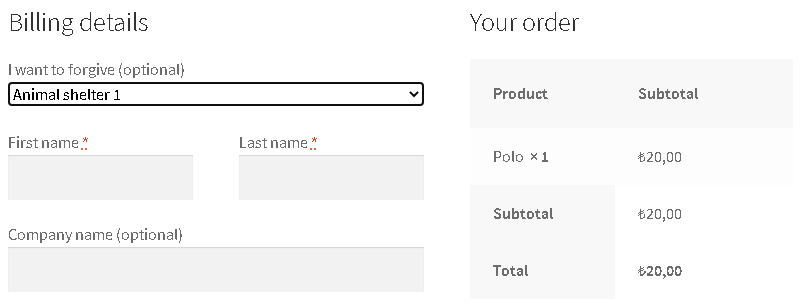 Billing details
I want to forgive (optional)
Animal shelter 1
First name *
Last name *
Company name (optional)
Your order
Product Subtotal
Polo × 1 ₺20,00
Subtotal ₺20,00
Total ₺20,00